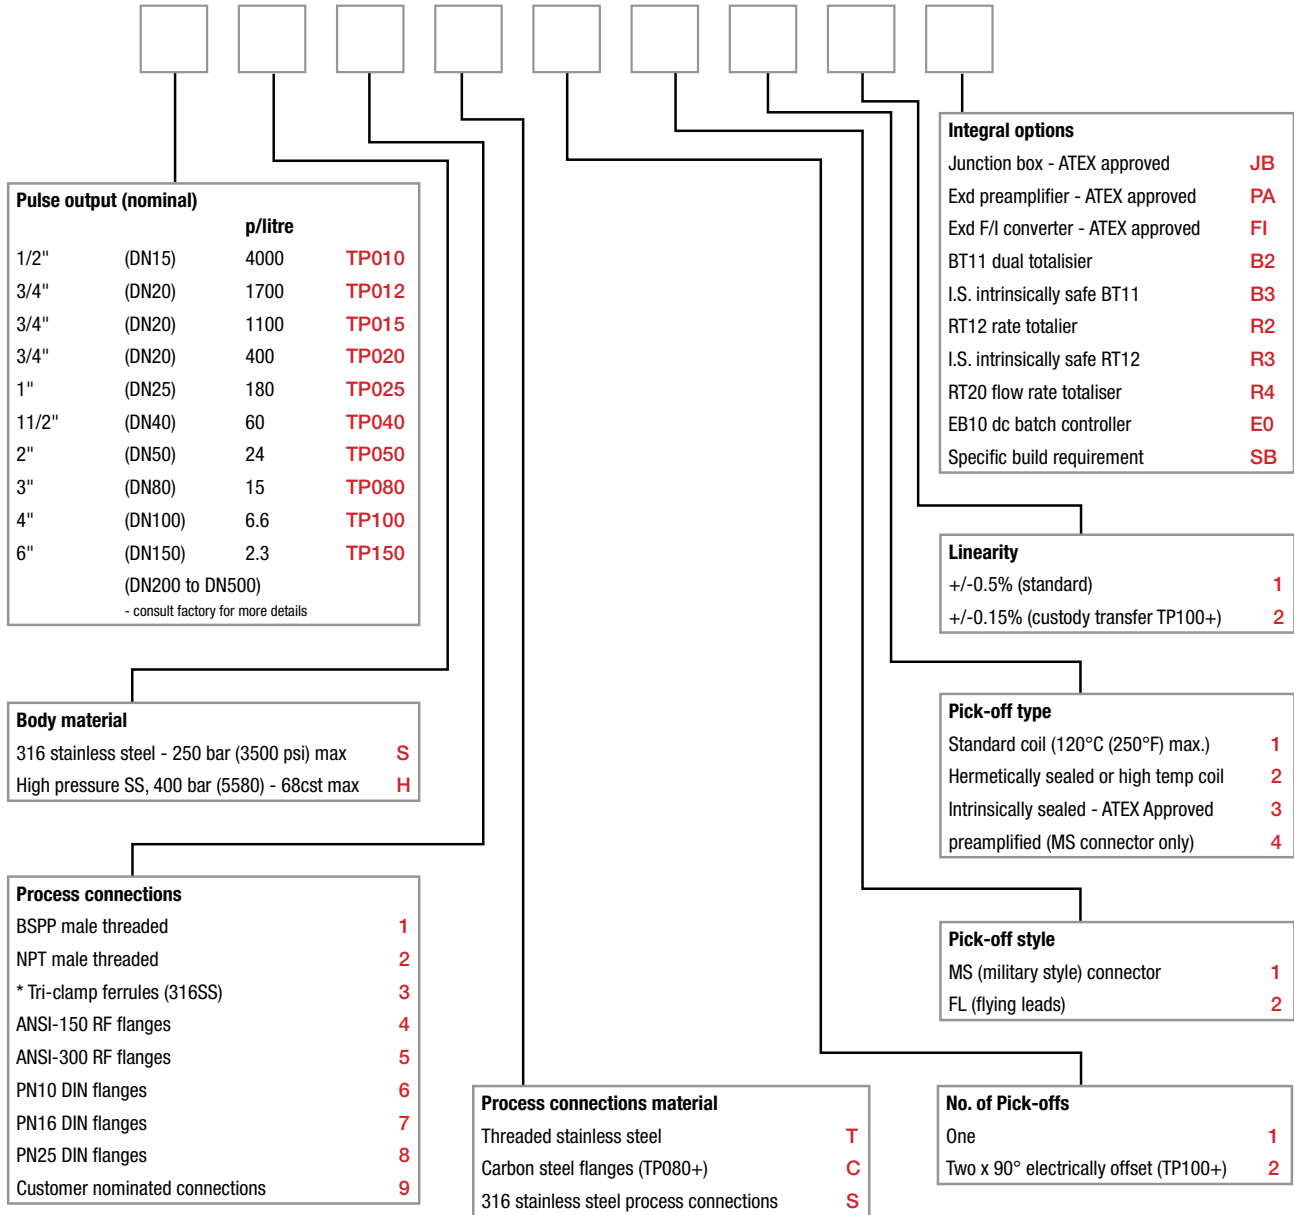 Pulse output (nominal)
p/litre
1/2" (DN15) 4000 TP010
3/4" (DN20) 1700 TP012
3/4" (DN20) 1100 TP015
3/4" (DN20) 400 TP020
1" (DN25) 180 TP025
11/2" (DN40) 60 TP040
2" (DN50) 24 TP050
3" (DN80) 15 TP080
4" (DN100) 6.6 TP100
6" (DN150) 2.3 TP150
(DN200 to DN500)
- consult factory for more details
Body material
316 stainless steel - 250 bar (3500 psi) max S
High pressure SS, 400 bar (5580) - 68cst max H
Process connections
BSPP male threaded 1
NPT male threaded 2
* Tri-clamp ferrules (316SS) 3
ANSI-150 RF flanges 4
ANSI-300 RF flanges 5
PN10 DIN flanges 6
PN16 DIN flanges 7
PN25 DIN flanges 8
Customer nominated connections 9
Process connections material
Threaded stainless steel T
Carbon steel flanges (TP080+) C
316 stainless steel process connections S
Integral options
Junction box - ATEX approved JB
Exd preamplifier - ATEX approved PA
Exd F/I converter - ATEX approved FI
BT11 dual totalisier B2
I.S. intrinsically safe BT11 B3
RT12 rate totalier R2
I.S. intrinsically safe RT12 R3
RT20 flow rate totaliser R4
EB10 dc batch controller E0
Specific build requirement SB
Linearity
+/-0.5% (standard) 1
+/-0.15% (custody transfer TP100+) 2
Pick-off type
Standard coil (120°C (250°F) max.) 1
Hermetically sealed or high temp coil 2
Intrinsically sealed - ATEX Approved 3
preamplified (MS connector only) 4
Pick-off style
MS (military style) connector 1
FL (flying leads) 2
No. of Pick-offs
One 1
Two x 90° electrically offset (TP100+) 2